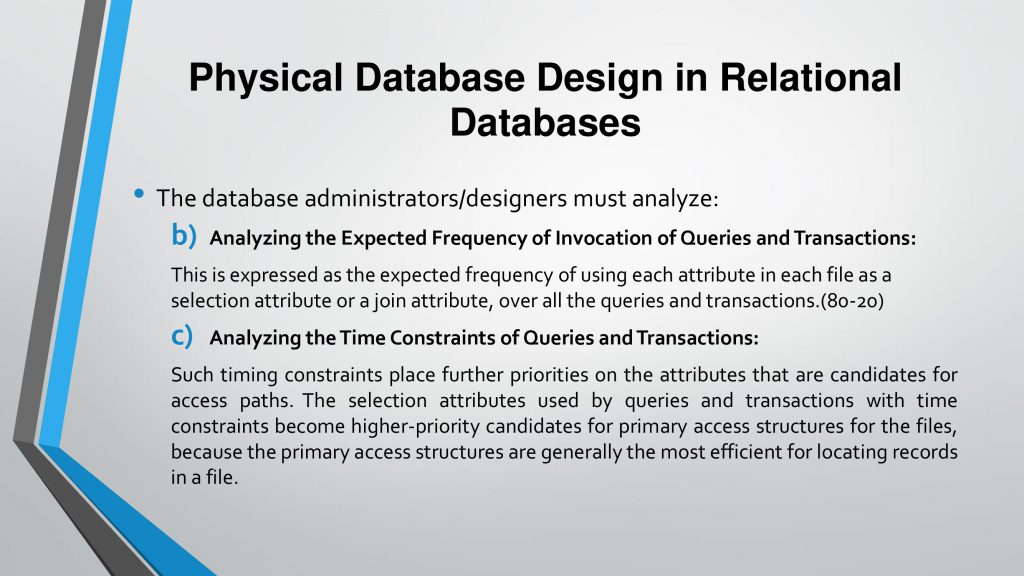 Physical Database Design in Relational
Databases
• The database administrators/designers must analyze:
b) Analyzing the Expected Frequency of Invocation of Queries and Transactions:
This is expressed as the expected frequency of using each attribute in each file as a
selection attribute or a join attribute, over all the queries and transactions.(80-20)
c) Analyzing the Time Constraints of Queries and Transactions:
Such timing constraints place further priorities on the attributes that are candidates for
access paths. The selection attributes used by queries and transactions with time
constraints become higher-priority candidates for primary access structures for the files,
because the primary access structures are generally the most efficient for locating records
in a file.